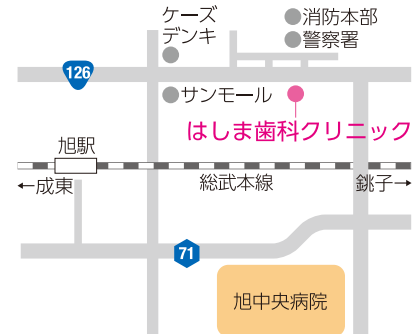 ケーズ
デンキ
消防本部
警察署
126
サンモール
はしま歯科クリニック
旭駅
←成東
総武本線
銚子→
71
旭中央病院